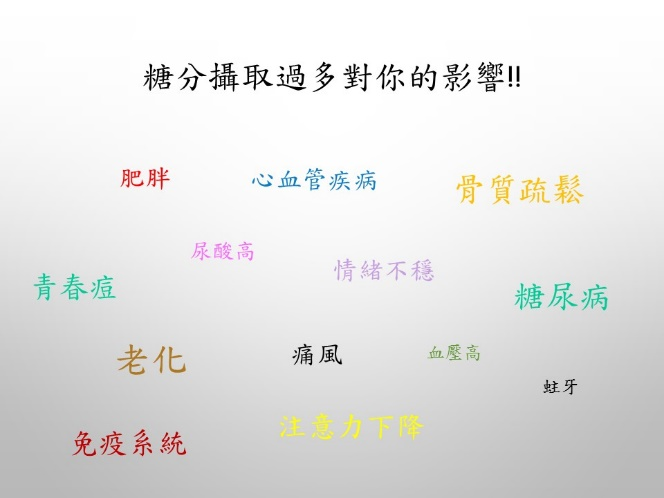 糖分攝取過多對你的影響!!
肥胖
心血管疾病
骨質疏鬆
尿酸高
情緒不穩
青春痘
糖尿病
老化
痛風
血壓高
蛀牙
注意力下降
免疫系統